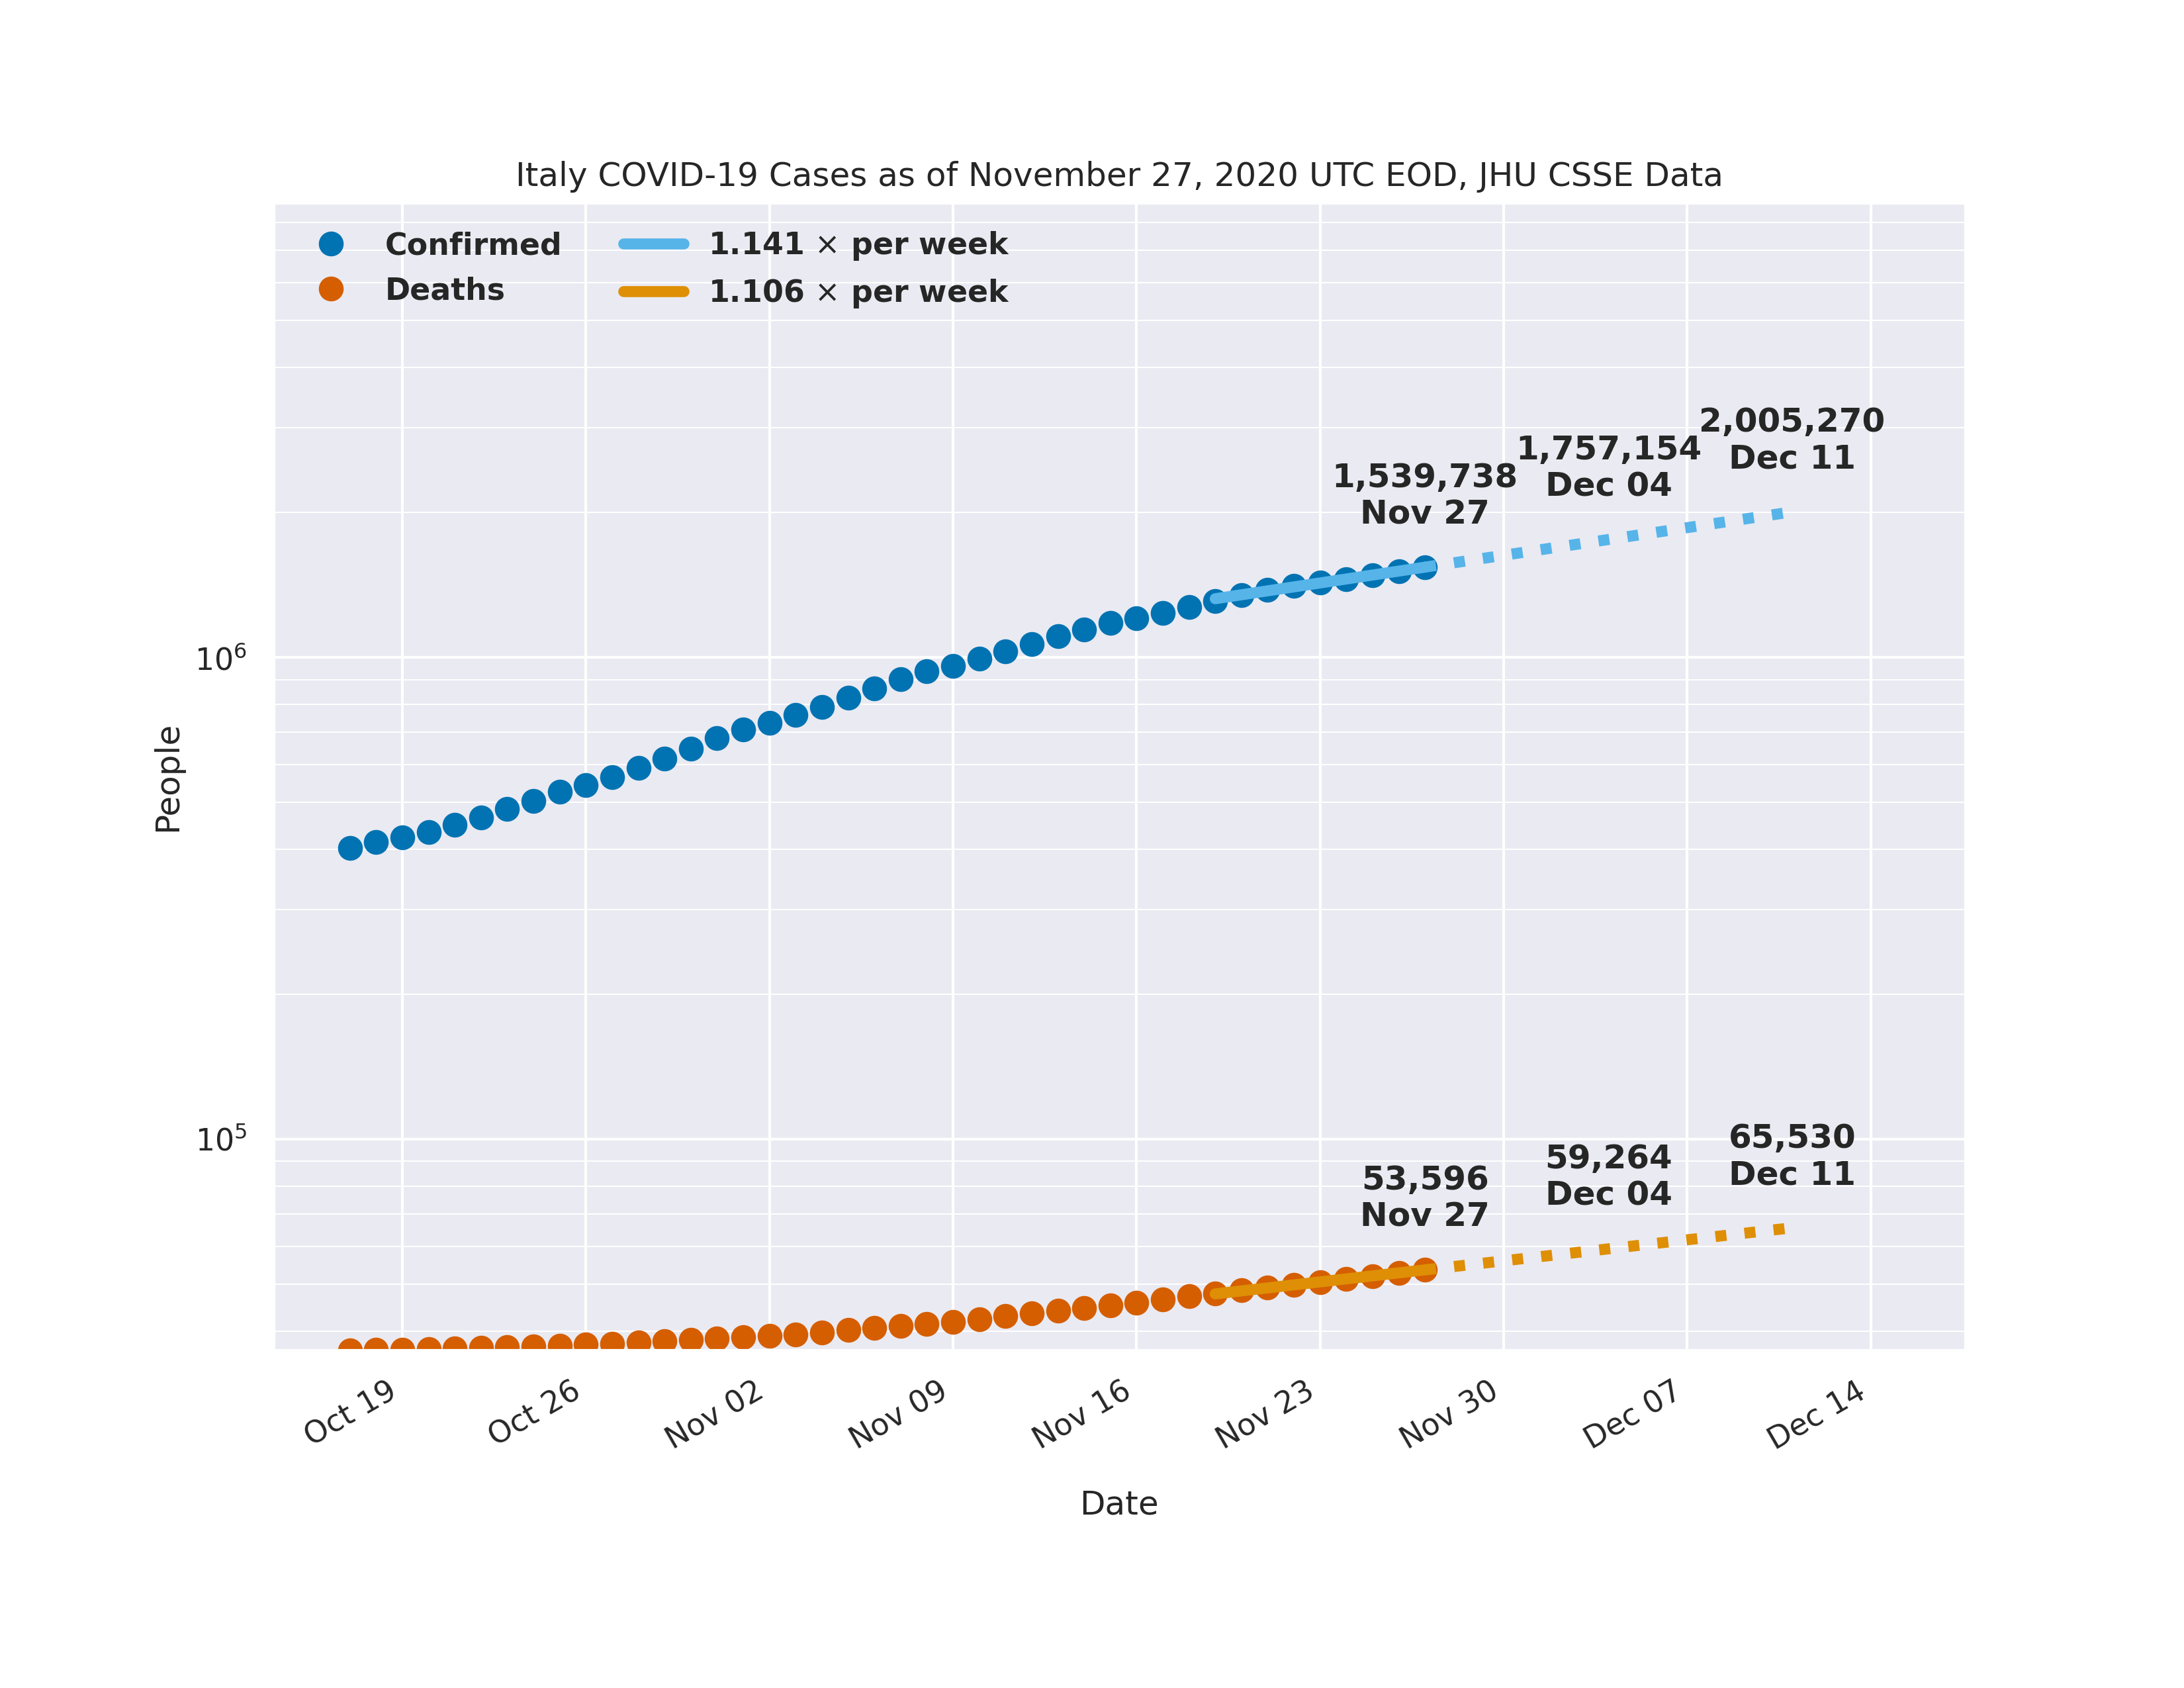 Italy COVID-19 Cases as of November 27, 2020 UTC EOD, JHU CSSE Data
Confirmed
Deaths
1.141 × per week
1.106 × per week
2,005,270
Dec 11
1,757,154
Dec 04
1,539,738
Nov 27
10⁶
People
10⁵
65,530
Dec 11
59,264
Dec 04
53,596
Nov 27
Oct 19
Oct 26
Nov 02
Nov 09
Nov 16
Nov 23
Nov 30
Dec 07
Dec 14
Date